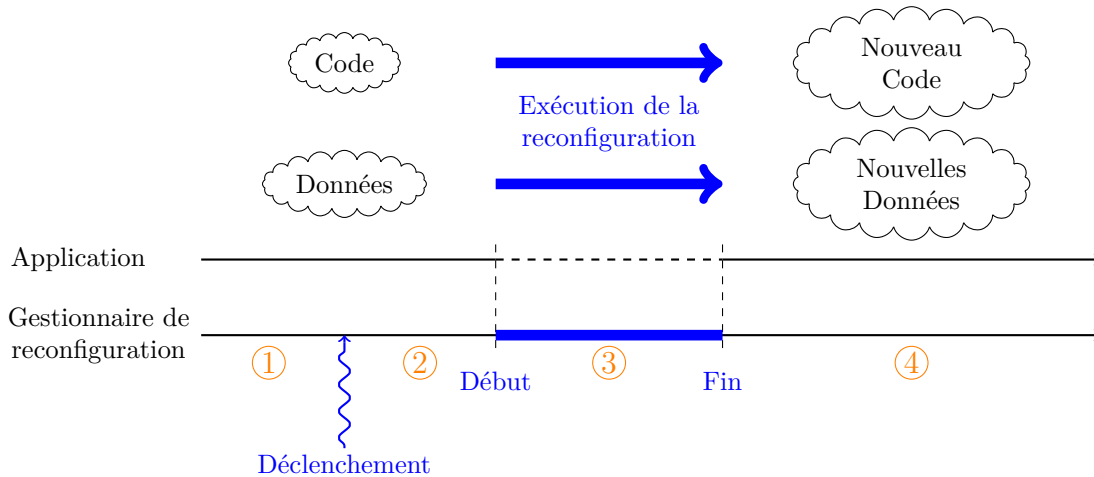 Code
Nouveau
Code
Exécution de la
reconfiguration
Données
Nouvelles
Données
Application
Gestionnaire de
reconfiguration
1
2
3
4
Début
Fin
Déclenchement